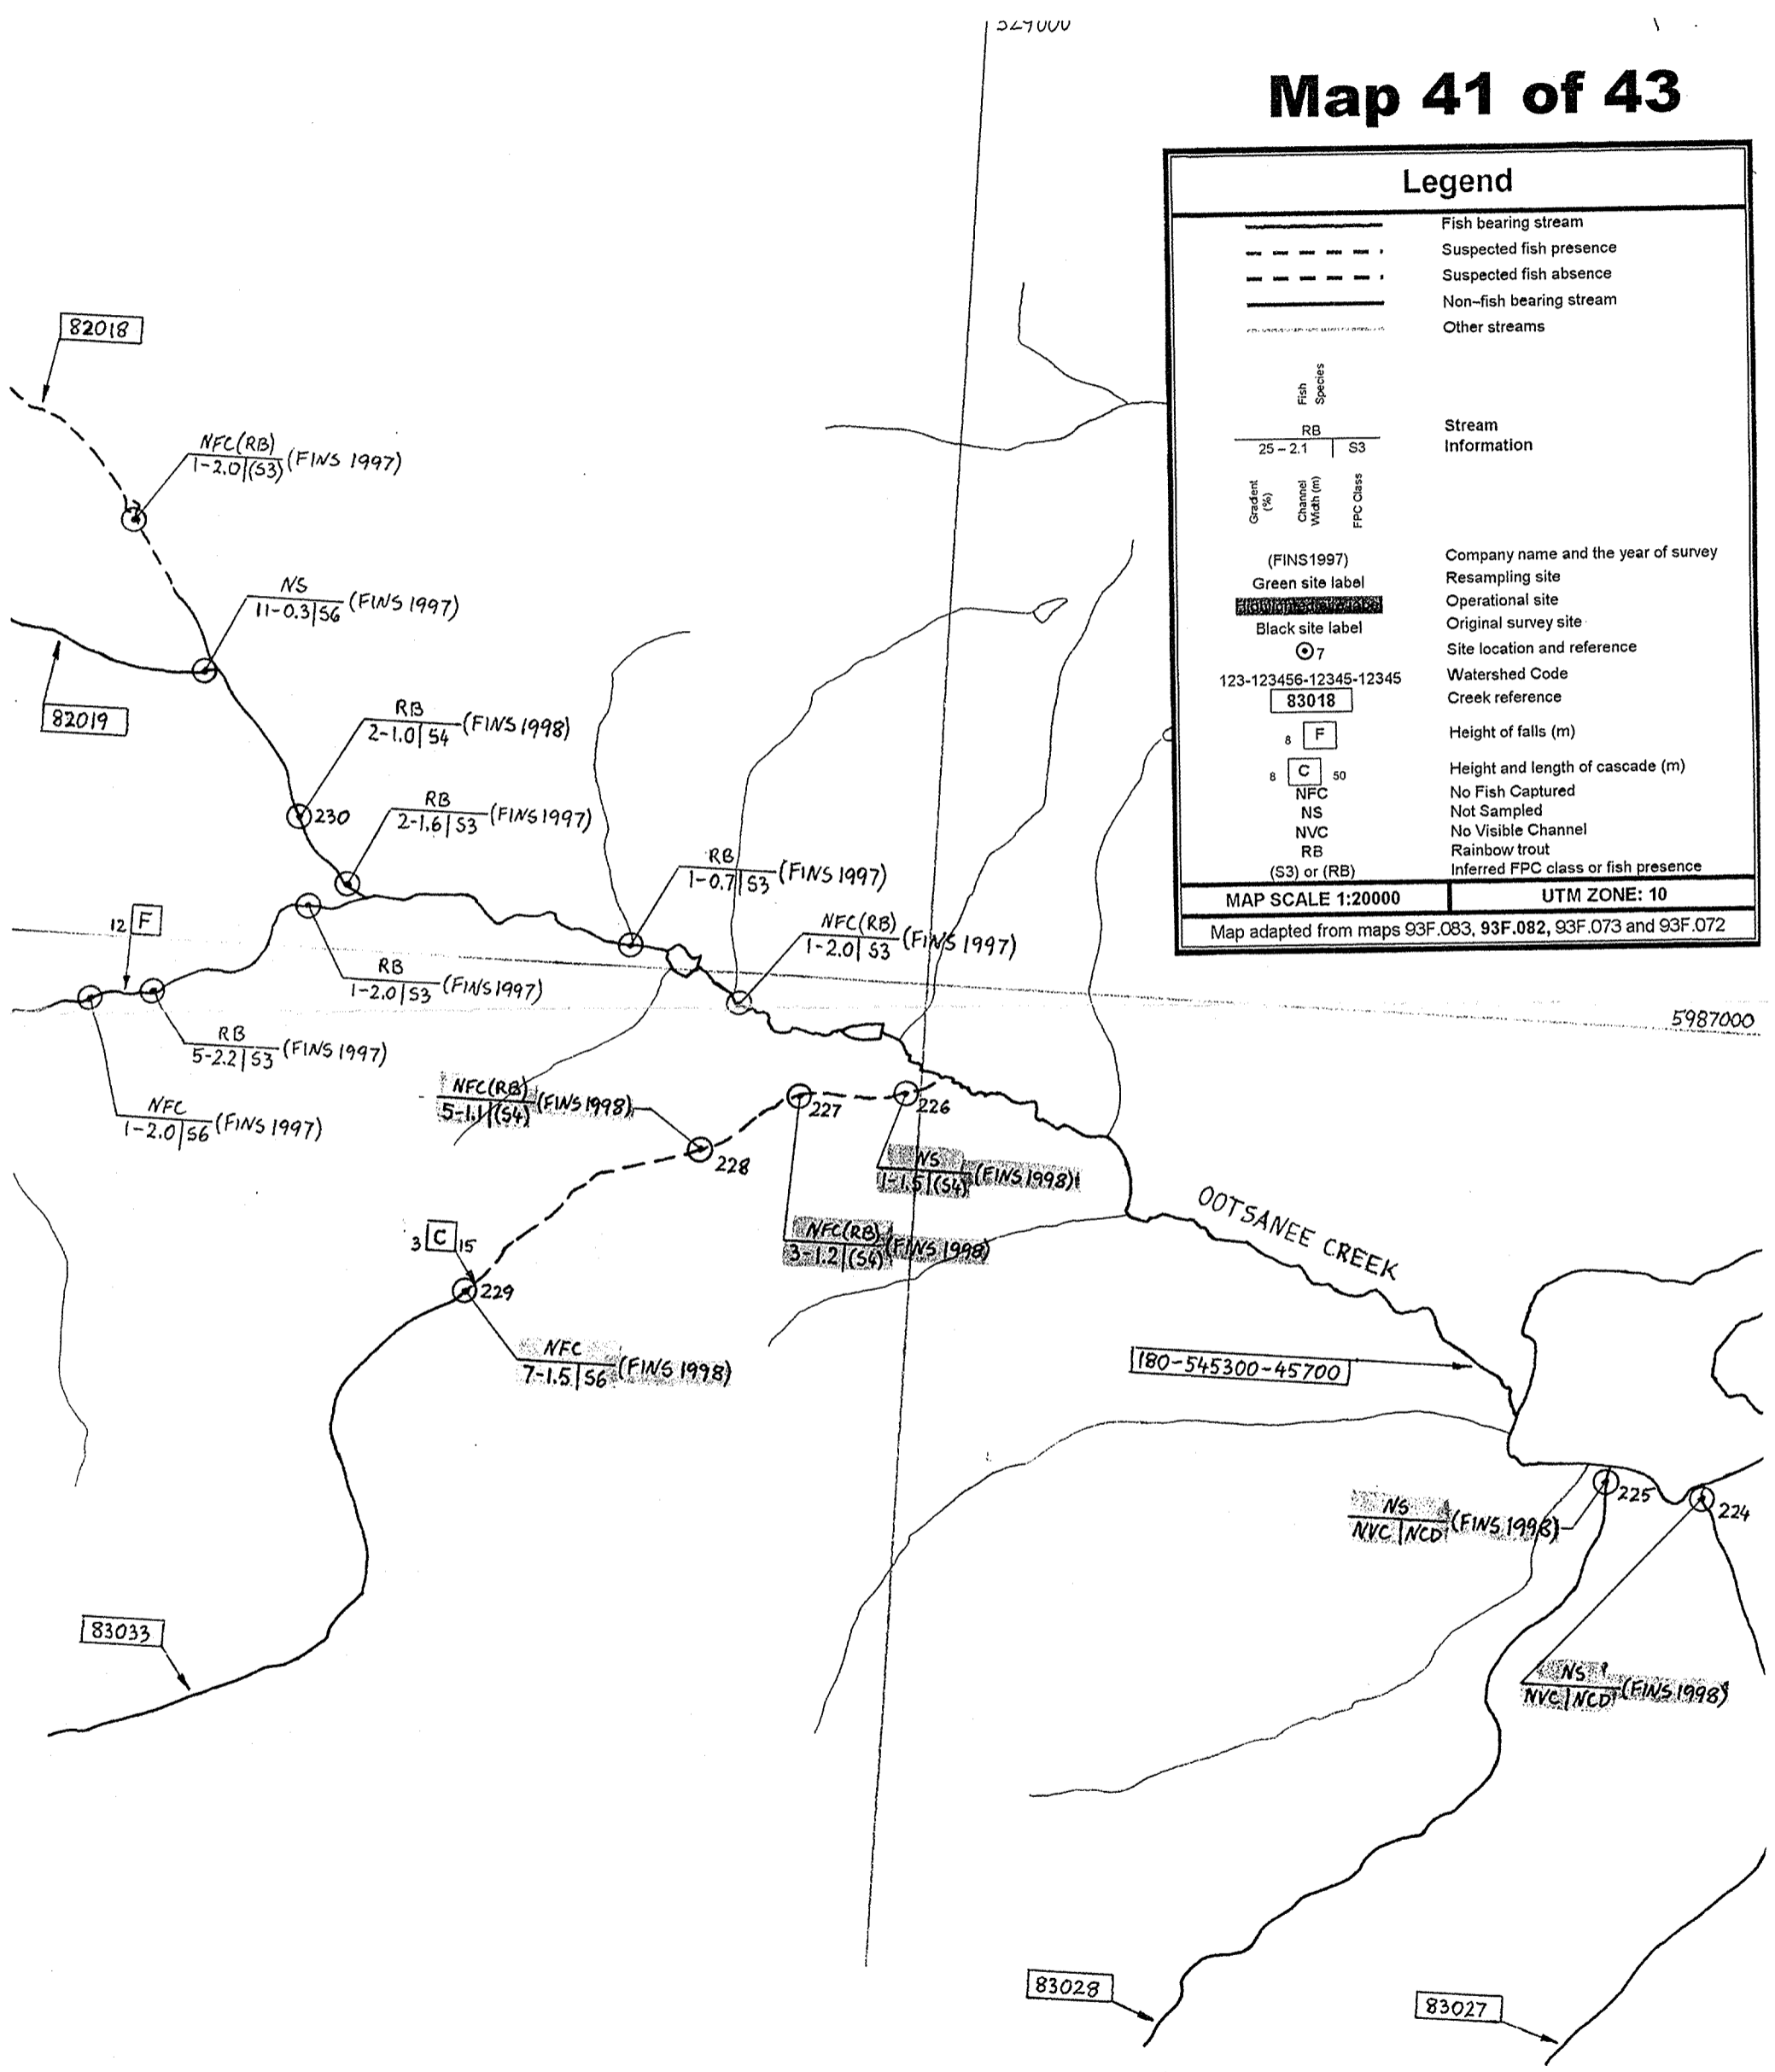 Map 41 of 43
Legend
Fish bearing stream
Suspected fish presence
Suspected fish absence
Non-fish bearing stream
Other streams
Fish Species
RB
25 - 2.1 | S3
Stream Information
Gradient (%)
Channel Width (m)
FPC Class
(FINS1997) Company name and the year of survey
Green site label Resampling site
Operational site
Black site label Original survey site
7 Site location and reference
123-123456-12345-12345 Watershed Code
83018 Creek reference
8 F Height of falls (m)
8 C 50 Height and length of cascade (m)
NFC No Fish Captured
NS Not Sampled
NVC No Visible Channel
RB Rainbow trout
(S3) or (RB) Inferred FPC class or fish presence
MAP SCALE 1:20000 UTM ZONE: 10
Map adapted from maps 93F.083, 93F.082, 93F.073 and 93F.072
82018
NFC(RB)
1-2.0|(S3) (FINS 1997)
NS
11-0.3|S6 (FINS 1997)
82019
RB
2-1.0|S4 (FINS 1998)
230
RB
2-1.6|S3 (FINS 1997)
RB
1-0.7|S3 (FINS 1997)
12 F
NFC(RB)
1-2.0|S3 (FINS 1997)
RB
1-2.0|S3 (FINS 1997)
5987000
RB
5-2.2|S3 (FINS 1997)
NFC
1-2.0|S6 (FINS 1997)
NFC(RB)
5-1.1|(S4) (FINS 1998)
227
226
228
NS
1-1.5|(S4) (FINS 1998)
NFC(RB)
3-1.2|(S4) (FINS 1998)
OOTSANEE CREEK
3 C 15
229
NFC
7-1.5|S6 (FINS 1998)
180-545300-45700
225
224
NS
NVC|NCD (FINS 1998)
83033
NS
NVC|NCD (FINS 1998)
83028
83027